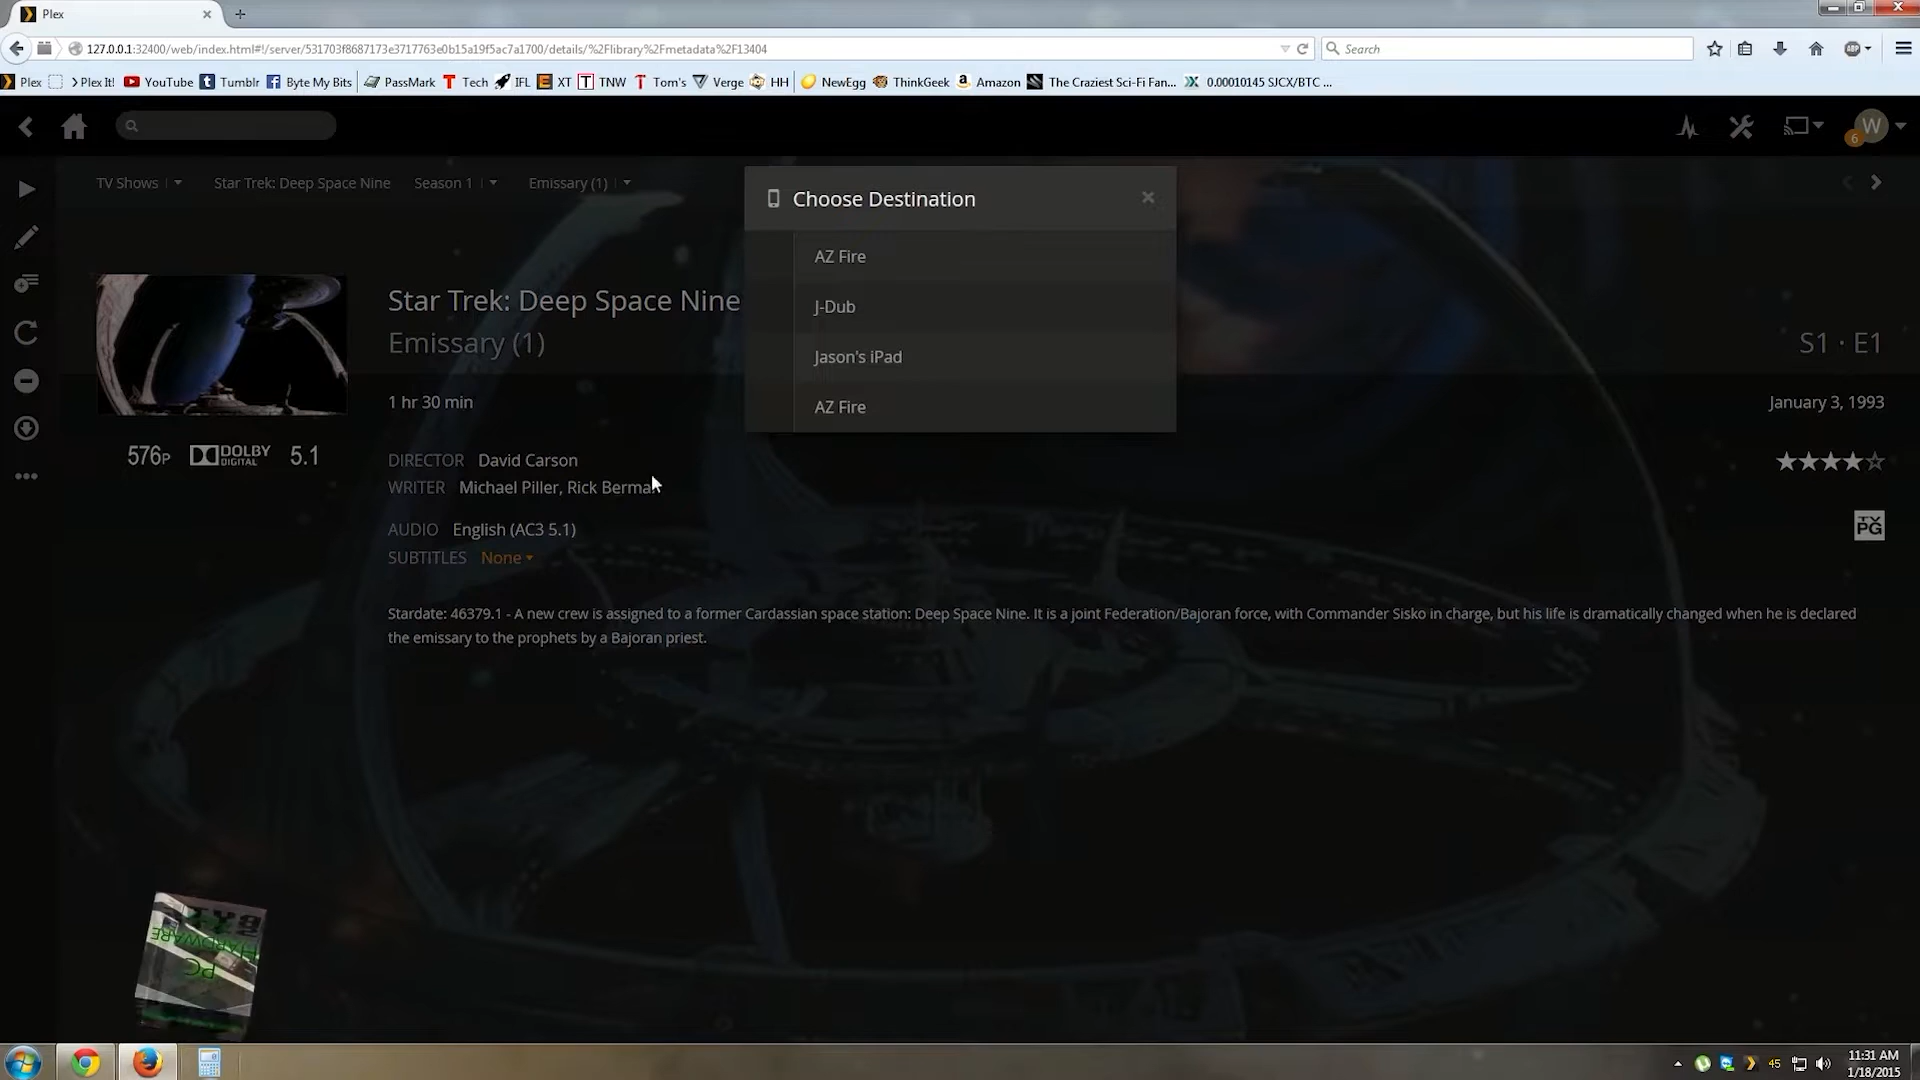 Plex
127.0.0.1:32400/web/index.html#!/server/531703f8687173e3717763e0b15a19f5ac7a1700/details/%2Flibrary%2Fmetadata%2F13404
Search
ABP
Plex
> Plex It!
YouTube
Tumblr
Byte My Bits
PassMark
Tech
IFL
XT
TNW
Tom's
Verge
HH
NewEgg
ThinkGeek
Amazon
The Craziest Sci-Fi Fan...
0.00010145 SJCX/BTC ...
W
6
TV Shows
Star Trek: Deep Space Nine
Season 1
Emissary (1)
Choose Destination
AZ Fire
J-Dub
Jason's iPad
AZ Fire
Star Trek: Deep Space Nine
Emissary (1)
S1 · E1
1 hr 30 min
January 3, 1993
576P
DOLBY
DIGITAL
5.1
DIRECTOR David Carson
WRITER Michael Piller, Rick Berman
AUDIO English (AC3 5.1)
SUBTITLES None
TV
PG
Stardate: 46379.1 - A new crew is assigned to a former Cardassian space station: Deep Space Nine. It is a joint Federation/Bajoran force, with Commander Sisko in charge, but his life is dramatically changed when he is declared
the emissary to the prophets by a Bajoran priest.
HARDWARE
PC
45
11:31 AM
1/18/2015